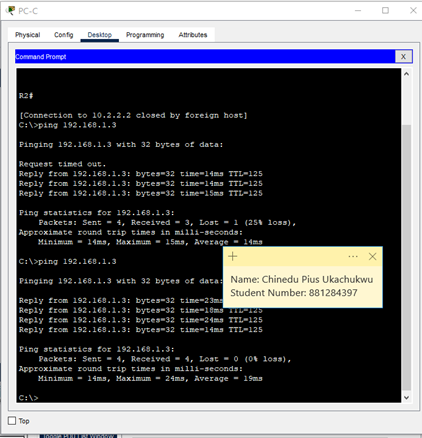 PC-C
Physical Config Desktop Programming Attributes
Command Prompt X
R2#
[Connection to 10.2.2.2 closed by foreign host]
C:\>ping 192.168.1.3
Pinging 192.168.1.3 with 32 bytes of data:
Request timed out.
Reply from 192.168.1.3: bytes=32 time=14ms TTL=125
Reply from 192.168.1.3: bytes=32 time=14ms TTL=125
Reply from 192.168.1.3: bytes=32 time=15ms TTL=125
Ping statistics for 192.168.1.3:
Packets: Sent = 4, Received = 3, Lost = 1 (25% loss),
Approximate round trip times in milli-seconds:
Minimum = 14ms, Maximum = 15ms, Average = 14ms
C:\>ping 192.168.1.3
Pinging 192.168.1.3 with 32 bytes of data:
Reply from 192.168.1.3: bytes=32 time=23ms
Reply from 192.168.1.3: bytes=32 time=18ms TTL=125
Reply from 192.168.1.3: bytes=32 time=24ms TTL=125
Reply from 192.168.1.3: bytes=32 time=14ms TTL=125
Ping statistics for 192.168.1.3:
Packets: Sent = 4, Received = 4, Lost = 0 (0% loss),
Approximate round trip times in milli-seconds:
Minimum = 14ms, Maximum = 24ms, Average = 19ms
C:\>
Name: Chinedu Pius Ukachukwu
Student Number: 881284397
Top